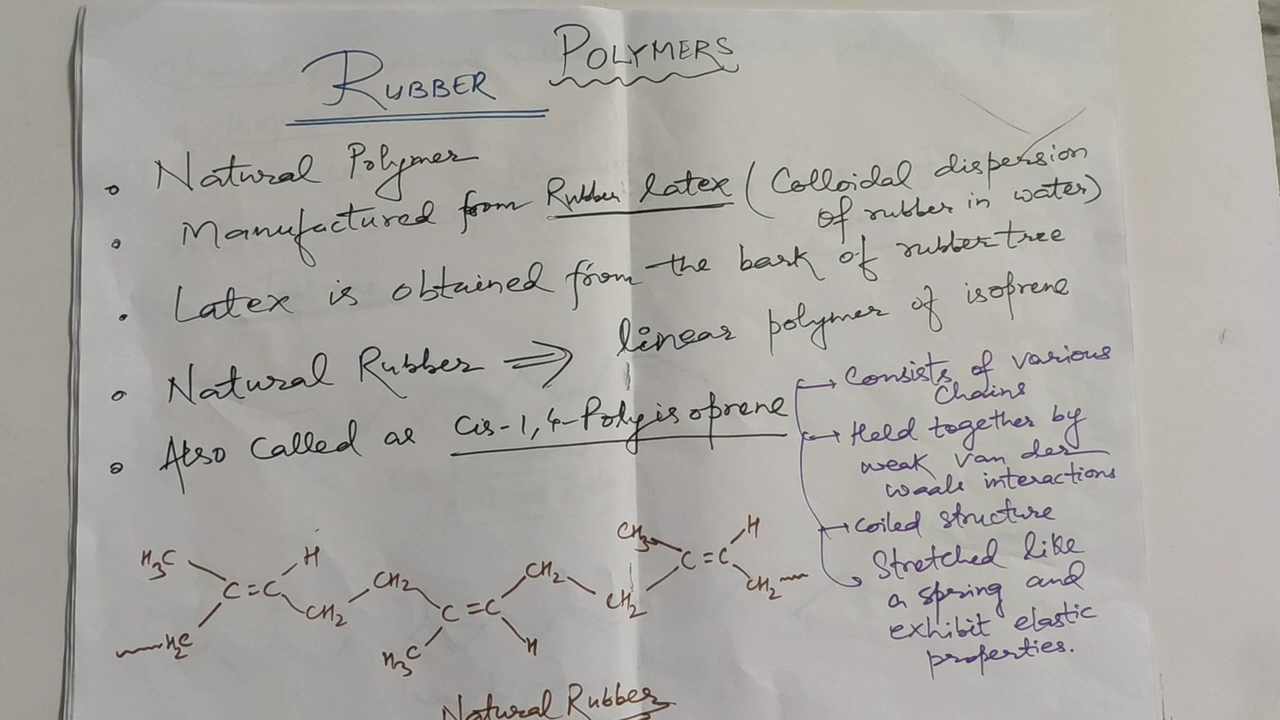 POLYMERS
RUBBER
• Natural Polymer
• Manufactured from Rubber latex (Colloidal dispersion
of rubber in water)
• Latex is obtained from the bark of rubber tree
• Natural Rubber ⇒ linear polymer of isoprene
• Also called as Cis-1,4-Polyisoprene
→ Consists of various
Chains
→ Held together by
weak Van der
waals interactions
→ Coiled structure
Stretched like
a spring and
exhibit elastic
properties.
H₃C H CH₂ CH₂ CH₃ H
C=C CH₂ C=C CH₂ C=C CH₂
H₂C H₃C H
Natural Rubber